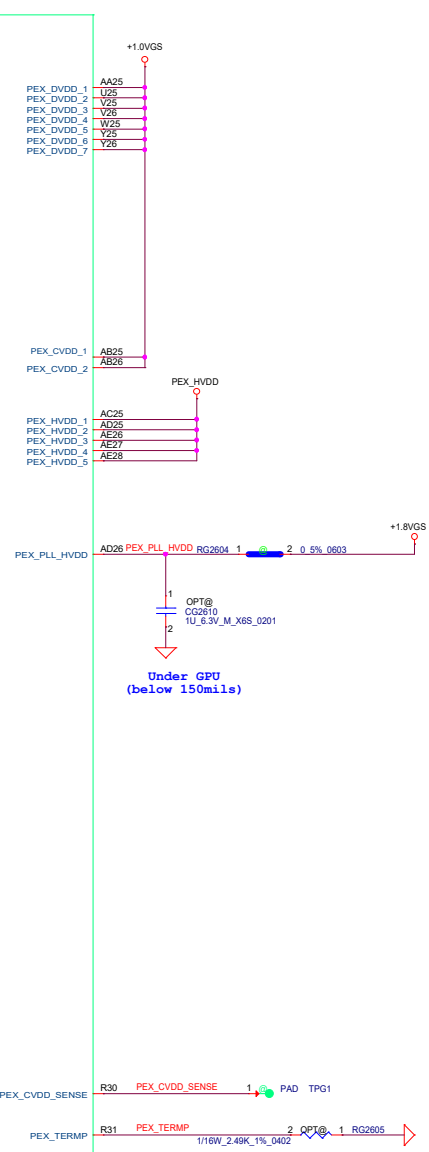 +1.0VGS
PEX_DVDD_1 AA25
PEX_DVDD_2 U25
PEX_DVDD_3 V25
PEX_DVDD_4 V26
PEX_DVDD_5 W25
PEX_DVDD_6 Y25
PEX_DVDD_7 Y26
PEX_CVDD_1 AB25
PEX_CVDD_2 AB26
PEX_HVDD
PEX_HVDD_1 AC25
PEX_HVDD_2 AD25
PEX_HVDD_3 AE26
PEX_HVDD_4 AE27
PEX_HVDD_5 AE28
+1.8VGS
PEX_PLL_HVDD AD26 PEX_PLL_HVDD RG2604 1 @ 2 0_5%_0603
1
OPT@
CG2610
1U_6.3V_M_X6S_0201
2
Under GPU
(below 150mils)
PEX_CVDD_SENSE R30 PEX_CVDD_SENSE 1 @ PAD TPG1
PEX_TERMP R31 PEX_TERMP 2 OPT@ 1 RG2605
1/16W_2.49K_1%_0402